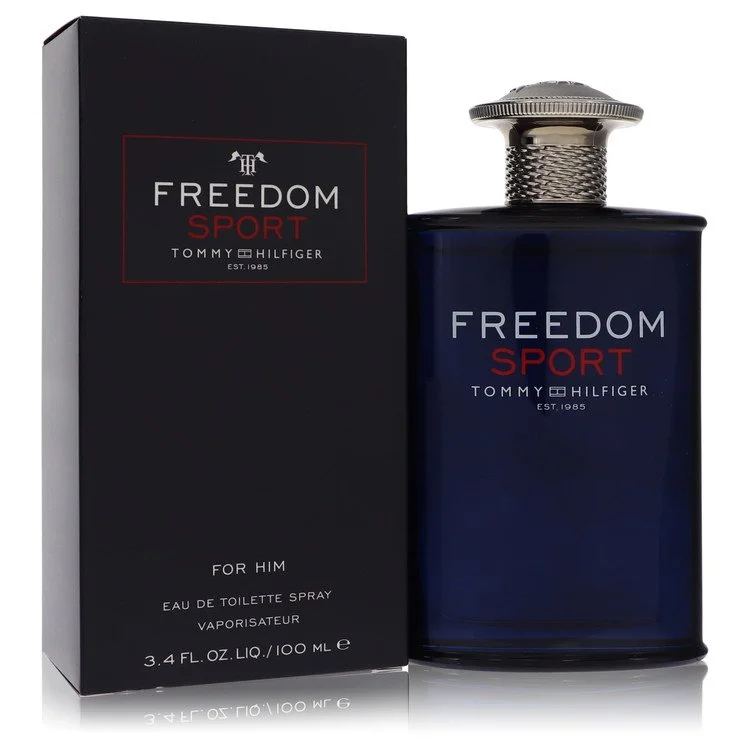 TH
FREEDOM
SPORT
TOMMY HILFIGER
EST. 1985
FOR HIM
EAU DE TOILETTE SPRAY
VAPORISATEUR
3.4 FL. OZ. LIQ./100 ML ℮
FREEDOM
SPORT
TOMMY HILFIGER
EST. 1985